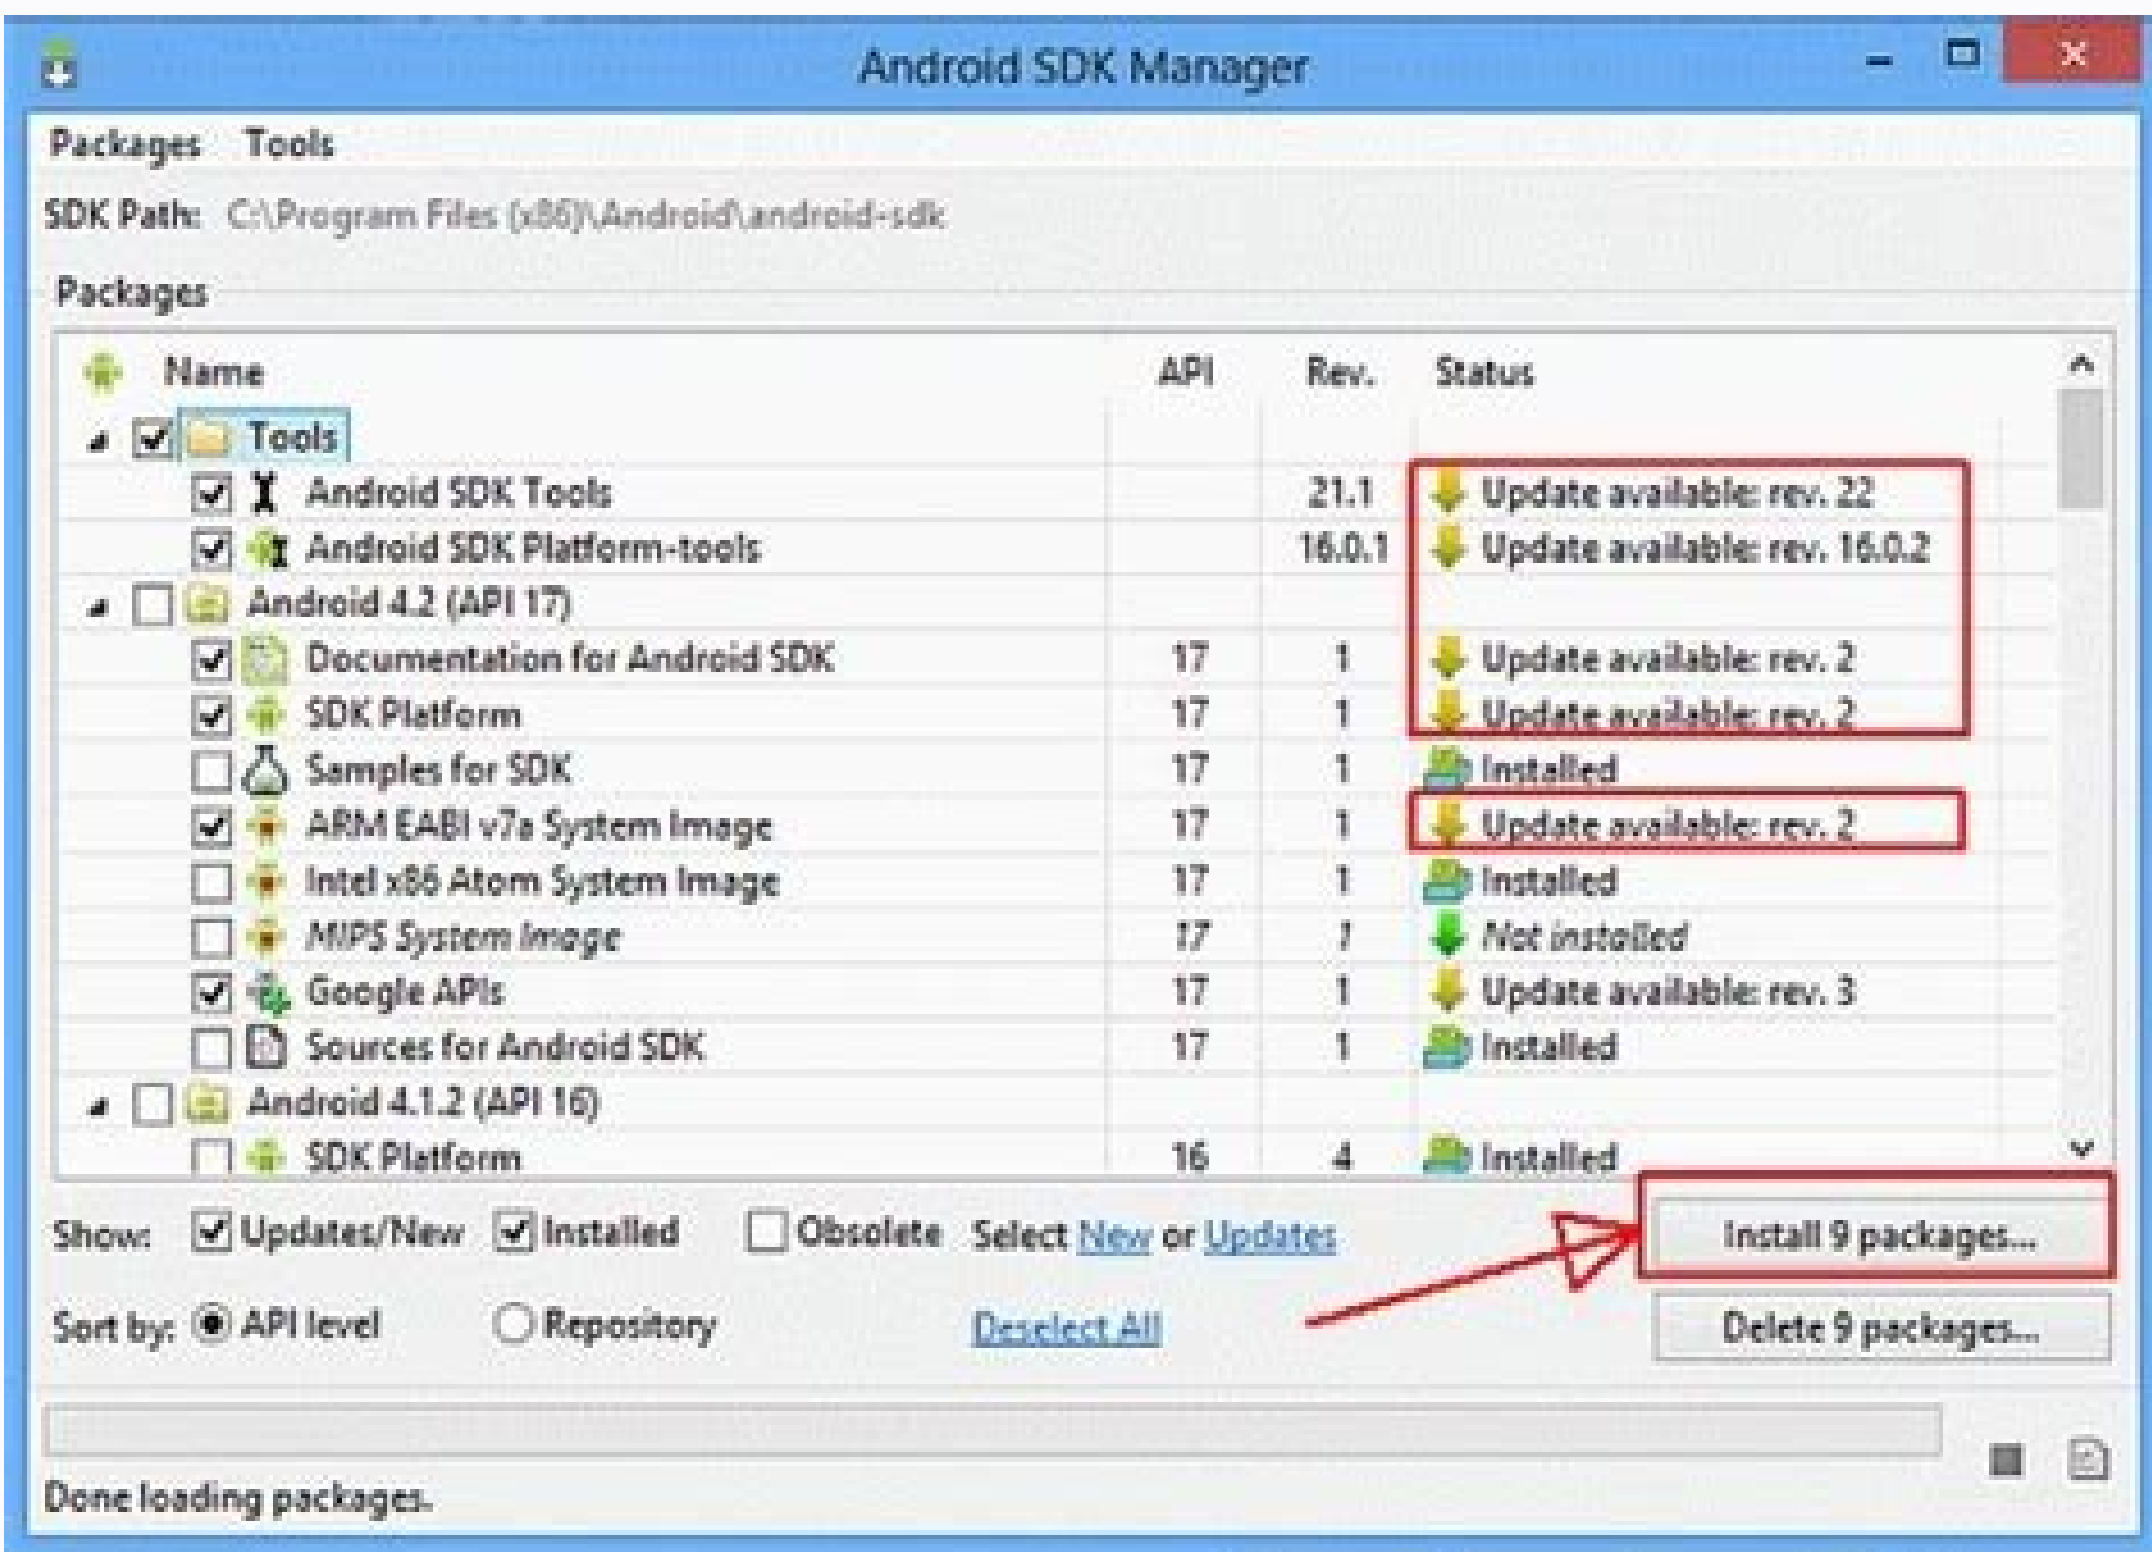 Android SDK Manager
Packages Tools
SDK Path: C:\Program Files (x86)\Android\android-sdk
Packages
Name API Rev. Status
Tools
Android SDK Tools 21.1 Update available: rev. 22
Android SDK Platform-tools 16.0.1 Update available: rev. 16.0.2
Android 4.2 (API 17)
Documentation for Android SDK 17 1 Update available: rev. 2
SDK Platform 17 1 Update available: rev. 2
Samples for SDK 17 1 Installed
ARM EABI v7a System Image 17 1 Update available: rev. 2
Intel x86 Atom System Image 17 1 Installed
MIPS System Image 17 1 Not installed
Google APIs 17 1 Update available: rev. 3
Sources for Android SDK 17 1 Installed
Android 4.1.2 (API 16)
SDK Platform 16 4 Installed
Show: Updates/New Installed Obsolete Select New or Updates Install 9 packages...
Sort by: API level Repository Deselect All Delete 9 packages...
Done loading packages.